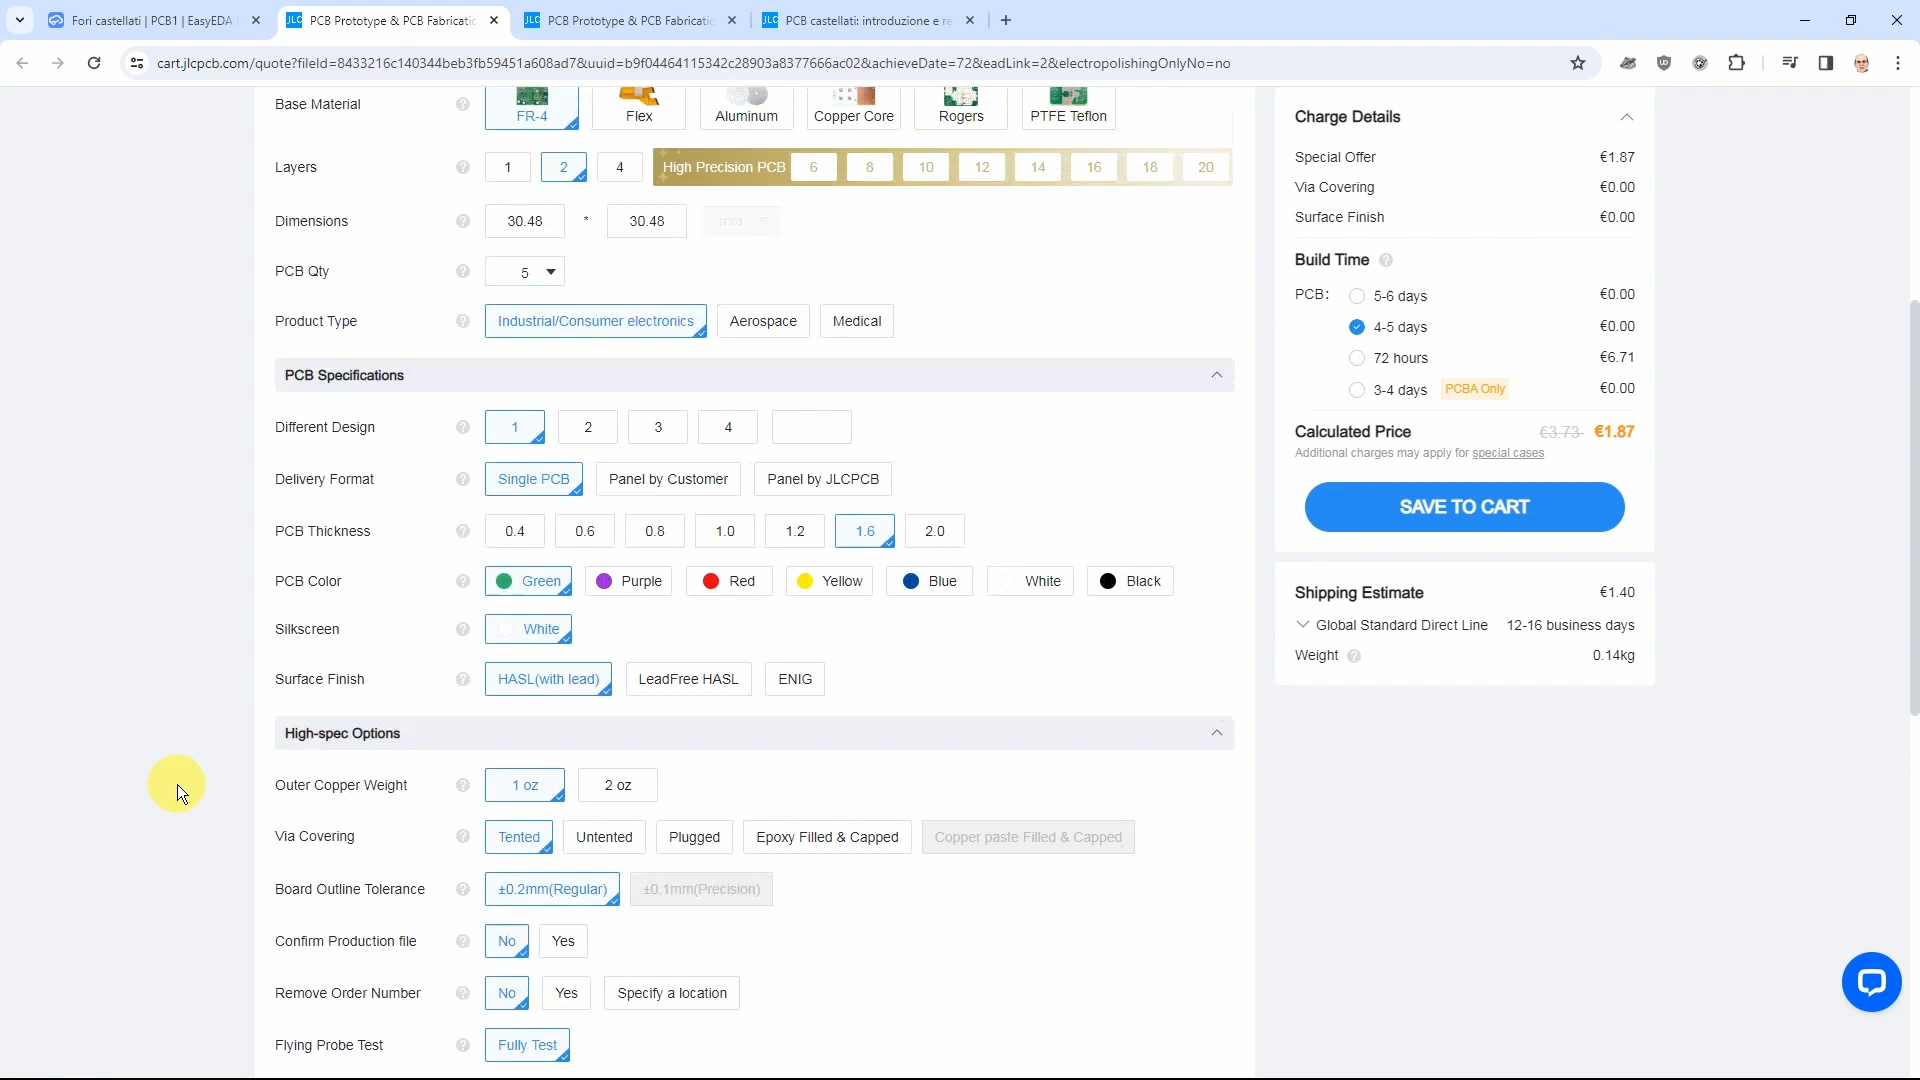 Fori castellati | PCB1 | EasyEDA
PCB Prototype & PCB Fabricatio
PCB Prototype & PCB Fabricatio
PCB castellati: introduzione e re
cart.jlcpcb.com/quote?fileId=8433216c140344beb3fb59451a608ad7&uuid=b9f04464115342c28903a8377666ac02&achieveDate=72&eadLink=2&electropolishingOnlyNo=no
Base Material
FR-4 Flex Aluminum Copper Core Rogers PTFE Teflon
Layers 1 2 4 High Precision PCB 6 8 10 12 14 16 18 20
Dimensions 30.48 * 30.48 mm
PCB Qty 5
Product Type Industrial/Consumer electronics Aerospace Medical
PCB Specifications
Different Design 1 2 3 4
Delivery Format Single PCB Panel by Customer Panel by JLCPCB
PCB Thickness 0.4 0.6 0.8 1.0 1.2 1.6 2.0
PCB Color Green Purple Red Yellow Blue White Black
Silkscreen White
Surface Finish HASL(with lead) LeadFree HASL ENIG
High-spec Options
Outer Copper Weight 1 oz 2 oz
Via Covering Tented Untented Plugged Epoxy Filled & Capped Copper paste Filled & Capped
Board Outline Tolerance ±0.2mm(Regular) ±0.1mm(Precision)
Confirm Production file No Yes
Remove Order Number No Yes Specify a location
Flying Probe Test Fully Test
Charge Details
Special Offer €1.87
Via Covering €0.00
Surface Finish €0.00
Build Time
PCB: 5-6 days €0.00
4-5 days €0.00
72 hours €6.71
3-4 days PCBA Only €0.00
Calculated Price €3.73 €1.87
Additional charges may apply for special cases
SAVE TO CART
Shipping Estimate €1.40
Global Standard Direct Line 12-16 business days
Weight 0.14kg